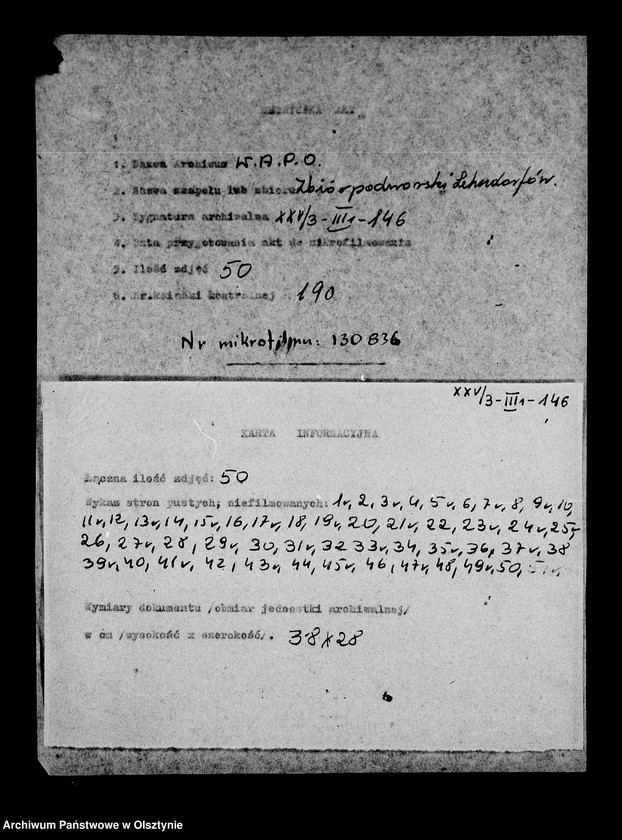 METRYCZKA AKT
1. Nazwa Archiwum W.A.P.O.
2. Nazwa zespołu lub zbioru Zbiór podworski Lehndorfów.
3. Sygnatura archiwalna XXV/3-III1-146
4. Data przygotowania akt do mikrofilmowania
5. Ilość zdjęć 50
6. Nr. książki kontrolnej 190
Nr mikrofilmu: 130836
XXV/3-III1-146
KARTA INFORMACYJNA
Łączna ilość zdjęć: 50
Wykaz stron pustych; niefilmowanych: 1v, 2, 3v, 4, 5v, 6, 7v, 8, 9v, 10,
11v, 12, 13v, 14, 15v, 16, 17v, 18, 19v, 20, 21v, 22, 23v, 24v, 25v
26, 27v, 28, 29v, 30, 31v, 32 33v, 34, 35v, 36, 37v, 38
39v, 40, 41v, 42, 43v, 44, 45v, 46, 47v, 48, 49v, 50,
Wymiary dokumentu /obmiar jednostki archiwalnej/
w cm /wysokość x szerokość/. 38x28
Archiwum Państwowe w Olsztynie